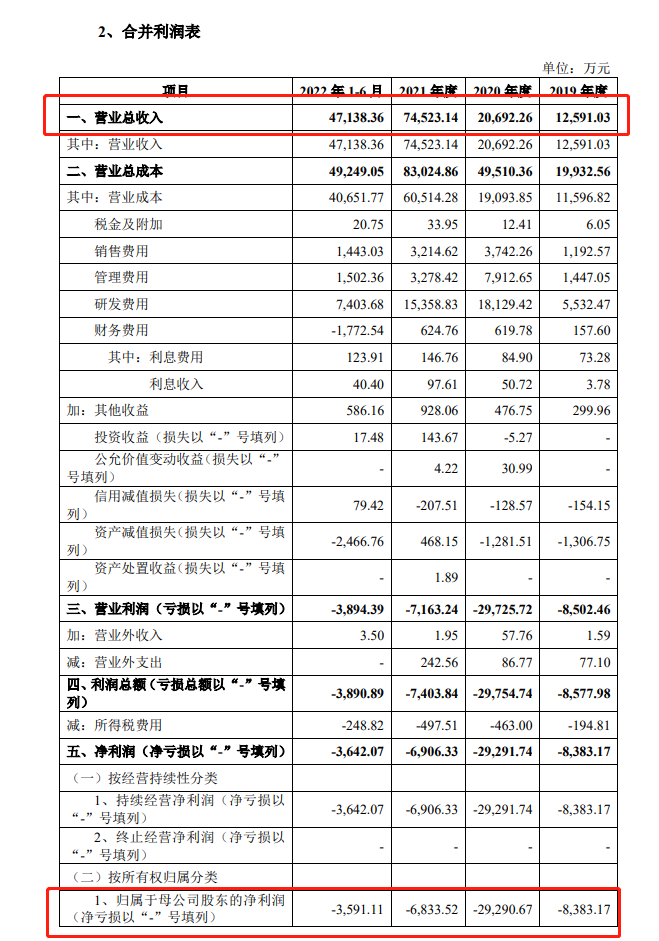 2、合并利润表
单位：万元
项目 2022 年 1-6 月 2021 年度 2020 年度 2019 年度
一、营业总收入 47,138.36 74,523.14 20,692.26 12,591.03
其中：营业收入 47,138.36 74,523.14 20,692.26 12,591.03
二、营业总成本 49,249.05 83,024.86 49,510.36 19,932.56
其中：营业成本 40,651.77 60,514.28 19,093.85 11,596.82
税金及附加 20.75 33.95 12.41 6.05
销售费用 1,443.03 3,214.62 3,742.26 1,192.57
管理费用 1,502.36 3,278.42 7,912.65 1,447.05
研发费用 7,403.68 15,358.83 18,129.42 5,532.47
财务费用 -1,772.54 624.76 619.78 157.60
其中：利息费用 123.91 146.76 84.90 73.28
利息收入 40.40 97.61 50.72 3.78
加：其他收益 586.16 928.06 476.75 299.96
投资收益（损失以“-”号填列） 17.48 143.67 -5.27 -
公允价值变动收益（损失以“-”
号填列） - 4.22 30.99 -
信用减值损失（损失以“-”号填
列） 79.42 -207.51 -128.57 -154.15
资产减值损失（损失以“-”号填
列） -2,466.76 468.15 -1,281.51 -1,306.75
资产处置收益（损失以“-”号填
列） - 1.89 - -
三、营业利润（亏损以“-”号填列） -3,894.39 -7,163.24 -29,725.72 -8,502.46
加：营业外收入 3.50 1.95 57.76 1.59
减：营业外支出 - 242.56 86.77 77.10
四、利润总额（亏损总额以“-”号填
列） -3,890.89 -7,403.84 -29,754.74 -8,577.98
减：所得税费用 -248.82 -497.51 -463.00 -194.81
五、净利润（净亏损以“-”号填列） -3,642.07 -6,906.33 -29,291.74 -8,383.17
（一）按经营持续性分类
1、持续经营净利润（净亏损以
“-”号填列） -3,642.07 -6,906.33 -29,291.74 -8,383.17
2、终止经营净利润（净亏损以
“-”号填列） - - - -
（二）按所有权归属分类
1、归属于母公司股东的净利润
（净亏损以“-”号填列） -3,591.11 -6,833.52 -29,290.67 -8,383.17